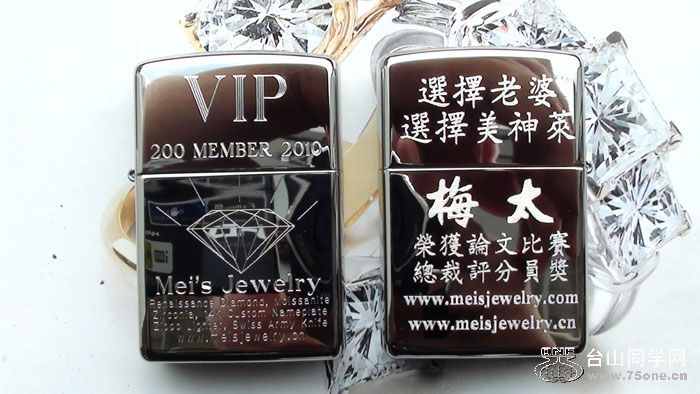 VIP
200 MEMBER 2010
Mei's Jewelry
Renaissance Diamond, Moissanite
Zirconia, 14K Custom Nameplate
Zippo Lighter, Swiss Army Knife
www.meisjewelry.cn
選擇老婆
選擇美神萊
梅太
榮獲論文比賽
總裁評分員獎
www.meisjewelry.com
www.meisjewelry.cn
台山同学网
www.75one.cn